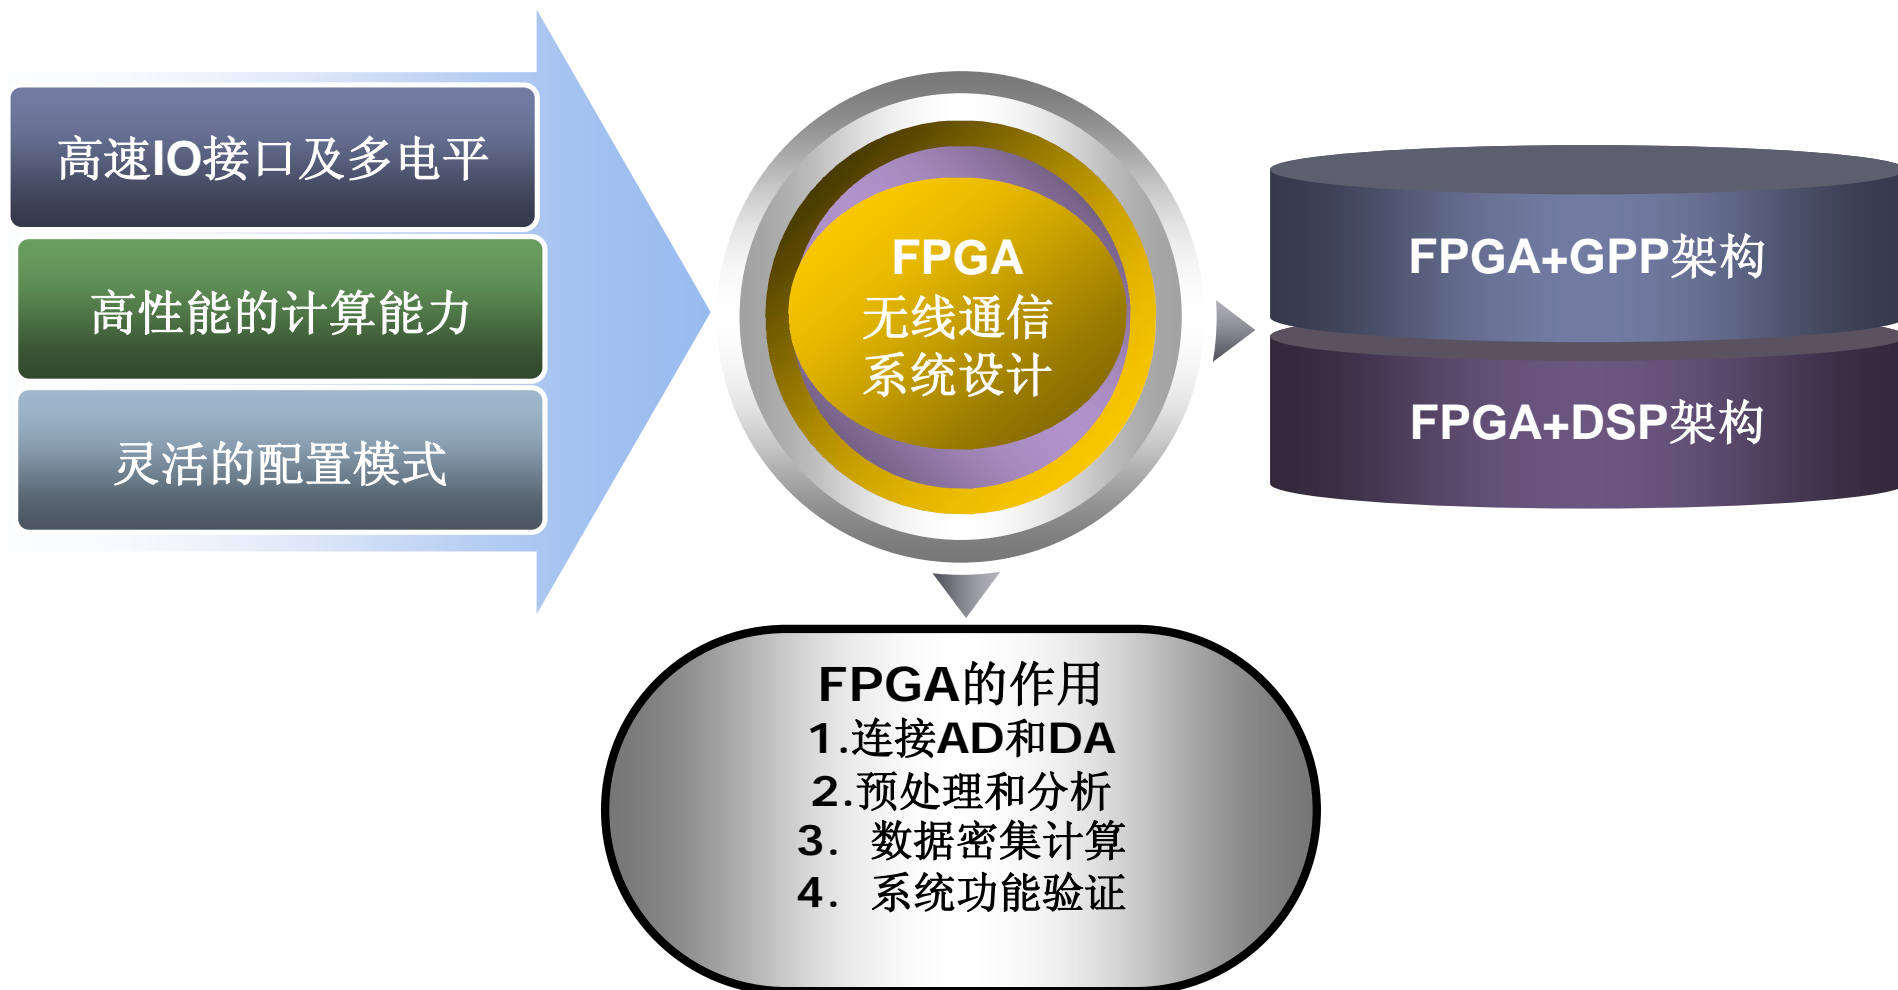 高速IO接口及多电平
高性能的计算能力
灵活的配置模式
FPGA
无线通信
系统设计
FPGA+GPP架构
FPGA+DSP架构
FPGA的作用
1.连接AD和DA
2.预处理和分析
3. 数据密集计算
4. 系统功能验证